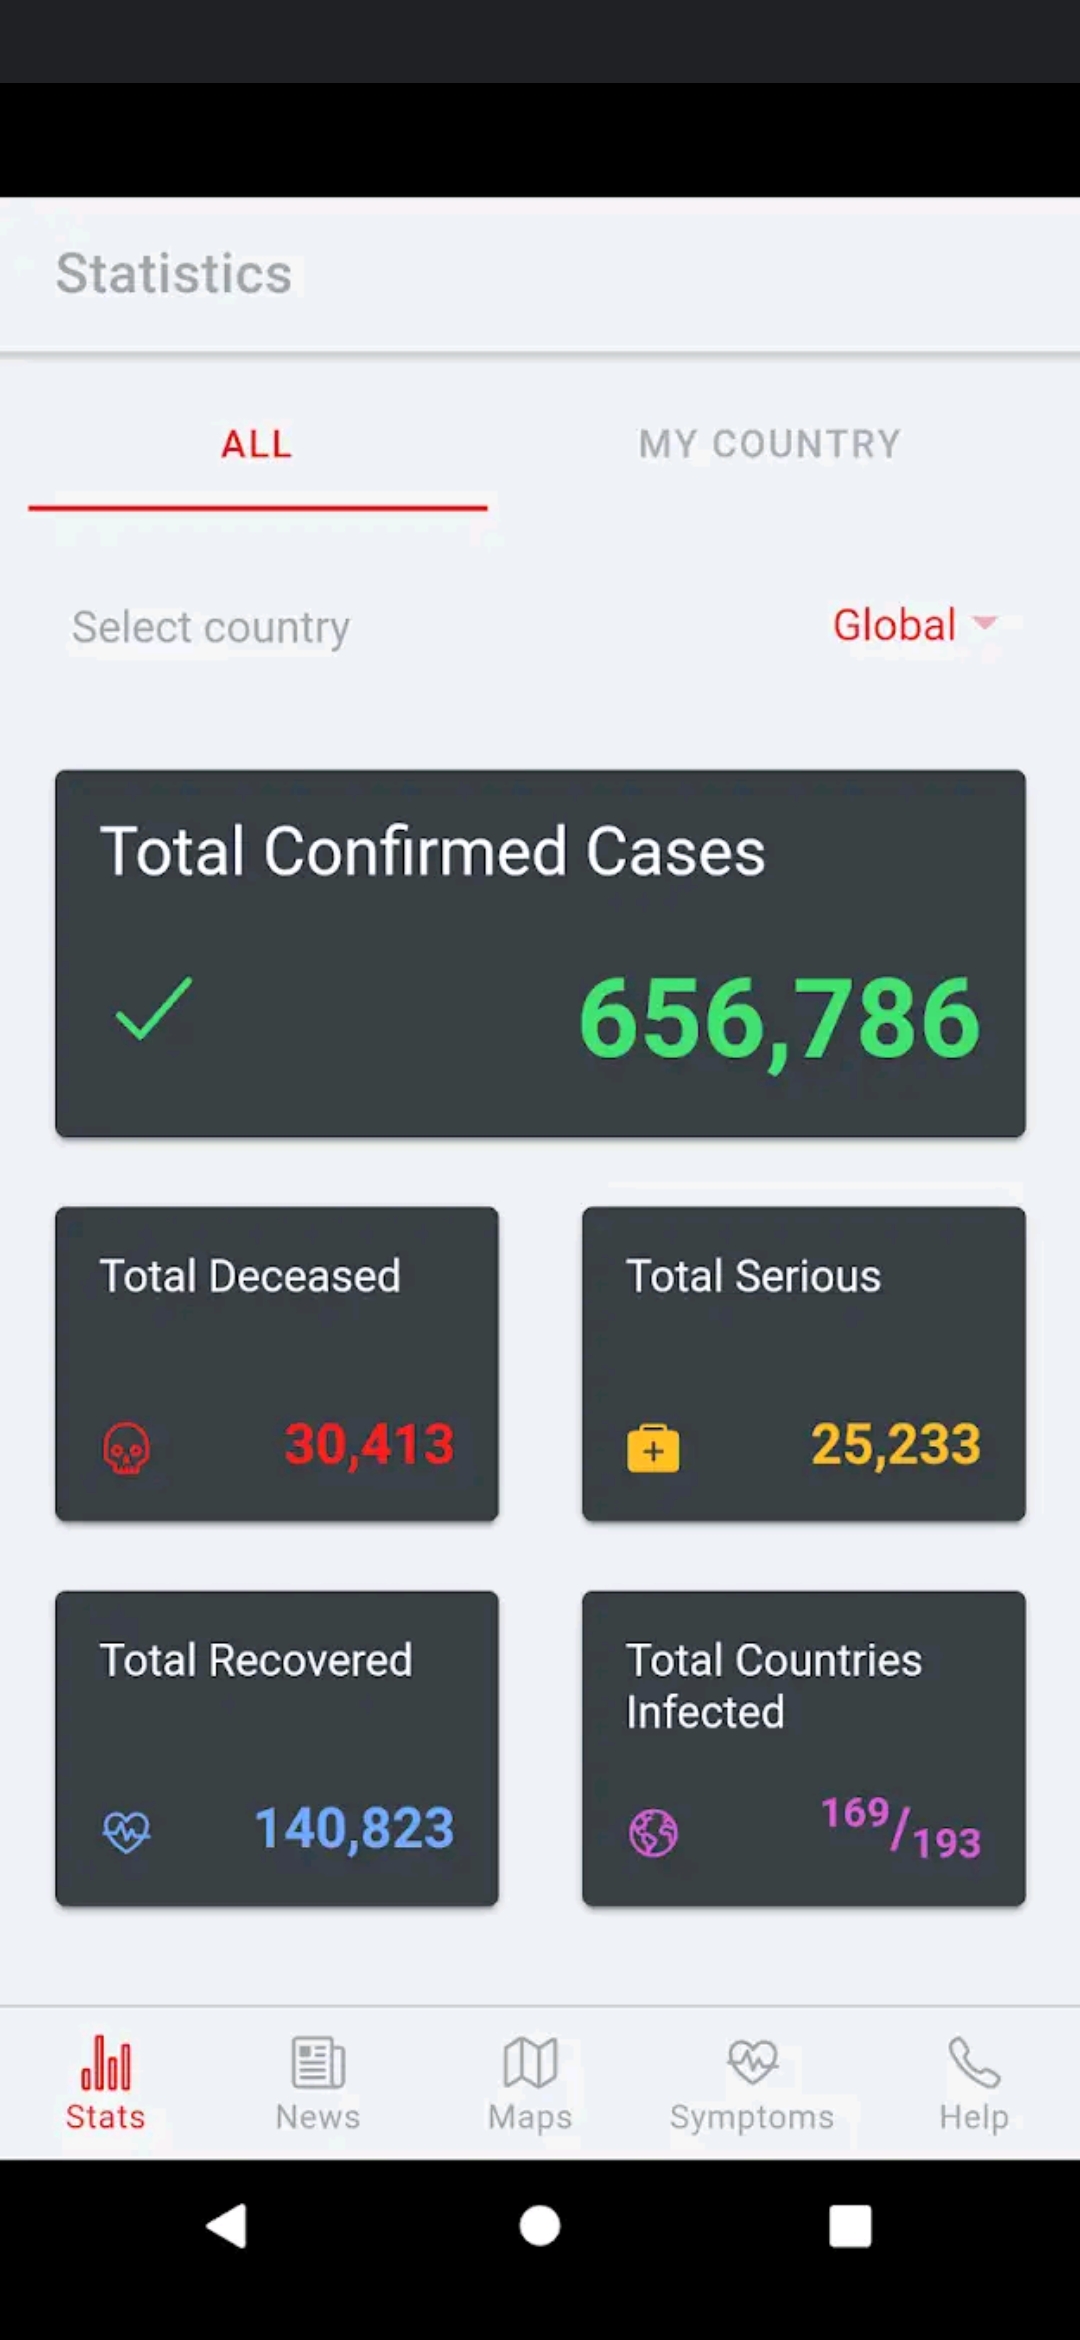 Statistics
ALL
MY COUNTRY
Select country
Global
Total Confirmed Cases
656,786
Total Deceased
30,413
Total Serious
25,233
Total Recovered
140,823
Total Countries
Infected
169/193
Stats
News
Maps
Symptoms
Help